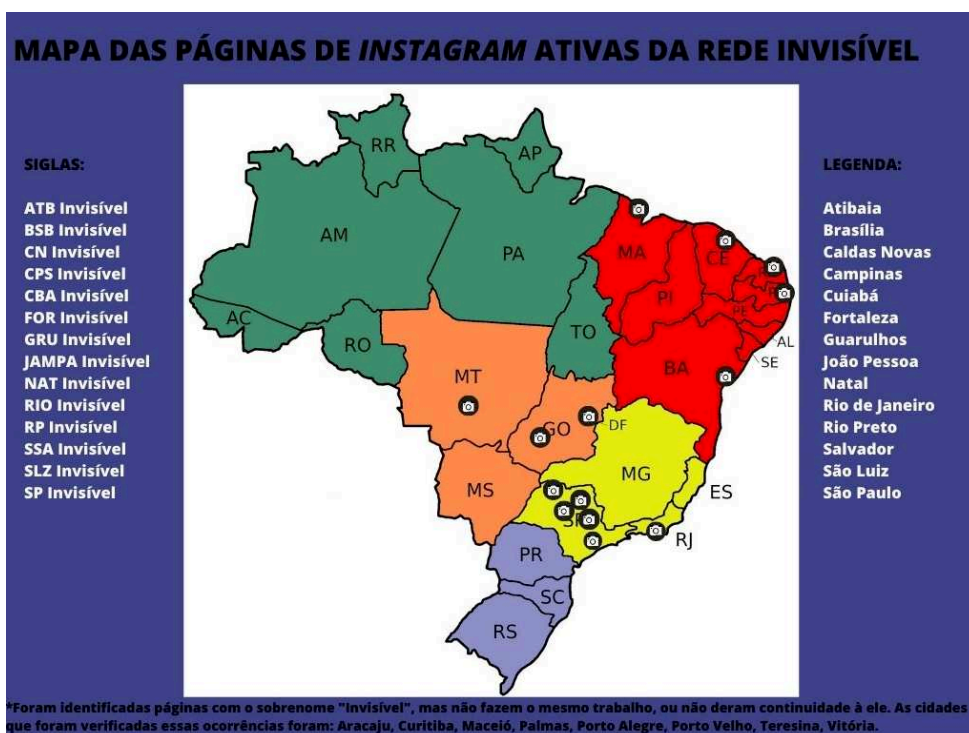 MAPA DAS PÁGINAS DE INSTAGRAM ATIVAS DA REDE INVISÍVEL
SIGLAS:
ATB Invisível
BSB Invisível
CN Invisível
CPS Invisível
CBA Invisível
FOR Invisível
GRU Invisível
JAMPA Invisível
NAT Invisível
RIO Invisível
RP Invisível
SSA Invisível
SLZ Invisível
SP Invisível
RR
AP
AM
PA
MA
CE
PI
PE
AC
RO
TO
AL
SE
BA
MT
GO
DF
MS
MG
ES
RJ
PR
SC
RS
LEGENDA:
Atibaia
Brasília
Caldas Novas
Campinas
Cuiabá
Fortaleza
Guarulhos
João Pessoa
Natal
Rio de Janeiro
Rio Preto
Salvador
São Luiz
São Paulo
*Foram identificadas páginas com o sobrenome "Invisível", mas não fazem o mesmo trabalho, ou não deram continuidade à ele. As cidades
que foram verificadas essas ocorrências foram: Aracaju, Curitiba, Maceió, Palmas, Porto Alegre, Porto Velho, Teresina, Vitória.